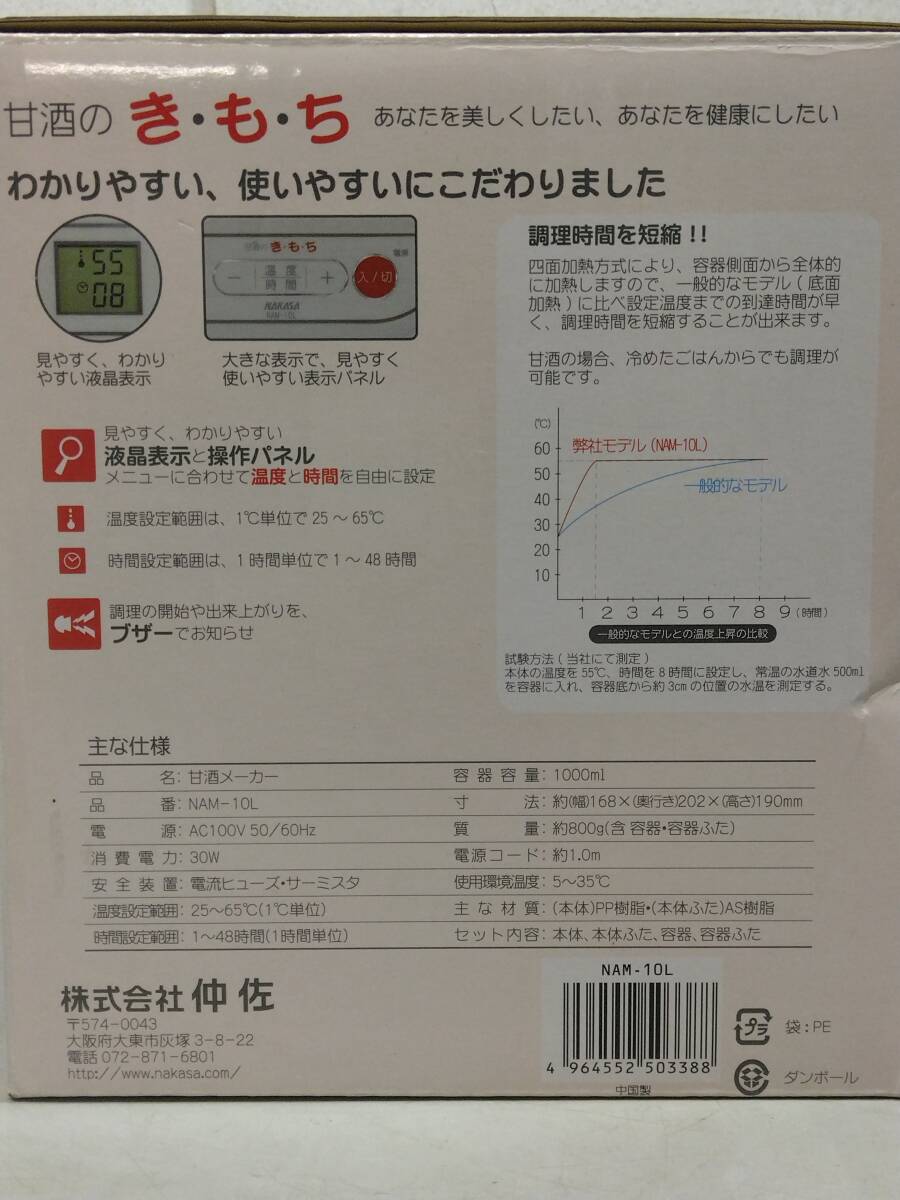 甘酒の き・も・ち あなたを美しくしたい、あなたを健康にしたい
わかりやすい、使いやすいにこだわりました
55
08
見やすく、わかり
やすい液晶表示
甘酒の き・も・ち
電源
－ 温度 ＋ 入/切
時間
NAKASA
NAM-10L
大きな表示で、見やすく
使いやすい表示パネル
見やすく、わかりやすい
液晶表示と操作パネル
メニューに合わせて温度と時間を自由に設定
温度設定範囲は、1℃単位で 25～65℃
時間設定範囲は、1時間単位で 1～48時間
調理の開始や出来上がりを、
ブザーでお知らせ
調理時間を短縮!!
四面加熱方式により、容器側面から全体的
に加熱しますので、一般的なモデル(底面
加熱)に比べ設定温度までの到達時間が早
く、調理時間を短縮することが出来ます。
甘酒の場合、冷めたごはんからでも調理が
可能です。
(℃)
60
50
40
30
20
10
弊社モデル(NAM-10L)
一般的なモデル
1 2 3 4 5 6 7 8 9 (時間)
一般的なモデルとの温度上昇の比較
試験方法(当社にて測定)
本体の温度を55℃、時間を8時間に設定し、常温の水道水500ml
を容器に入れ、容器底から約3cmの位置の水温を測定する。
主な仕様
品名: 甘酒メーカー
品番: NAM-10L
電源: AC100V 50/60Hz
消費電力: 30W
安全装置: 電流ヒューズ・サーミスタ
温度設定範囲: 25～65℃(1℃単位)
時間設定範囲: 1～48時間(1時間単位)
容器容量: 1000ml
寸法: 約(幅)168×(奥行き)202×(高さ)190mm
質量: 約800g(含 容器・容器ふた)
電源コード: 約1.0m
使用環境温度: 5～35℃
主な材質: (本体)PP樹脂・(本体ふた)AS樹脂
セット内容: 本体、本体ふた、容器、容器ふた
株式会社 仲佐
〒574-0043
大阪府大東市灰塚3-8-22
電話 072-871-6801
http://www.nakasa.com/
NAM-10L
4 964552 503388
中国製
プラ 袋:PE
ダンボール